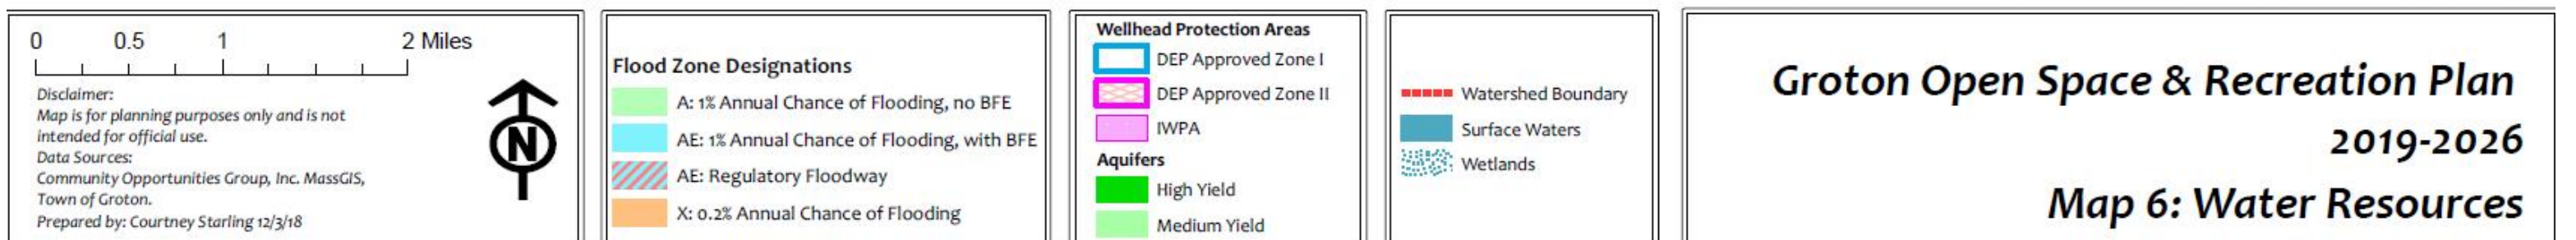 0 0.5 1 2 Miles
Disclaimer:
Map is for planning purposes only and is not
intended for official use.
Data Sources:
Community Opportunities Group, Inc. MassGIS,
Town of Groton.
Prepared by: Courtney Starling 12/3/18
N
Flood Zone Designations
A: 1% Annual Chance of Flooding, no BFE
AE: 1% Annual Chance of Flooding, with BFE
AE: Regulatory Floodway
X: 0.2% Annual Chance of Flooding
Wellhead Protection Areas
DEP Approved Zone I
DEP Approved Zone II
IWPA
Aquifers
High Yield
Medium Yield
Watershed Boundary
Surface Waters
Wetlands
Groton Open Space & Recreation Plan
2019-2026
Map 6: Water Resources